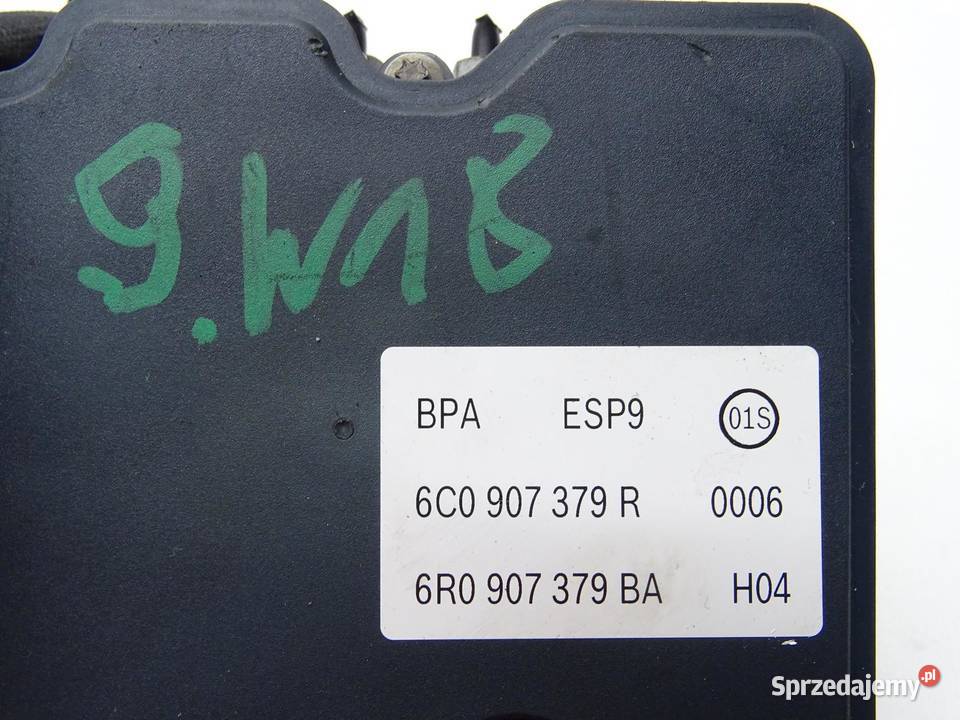 9.W18
BPA ESP9 01S
6C0 907 379 R 0006
6R0 907 379 BA H04
Sprzedajemy.pl